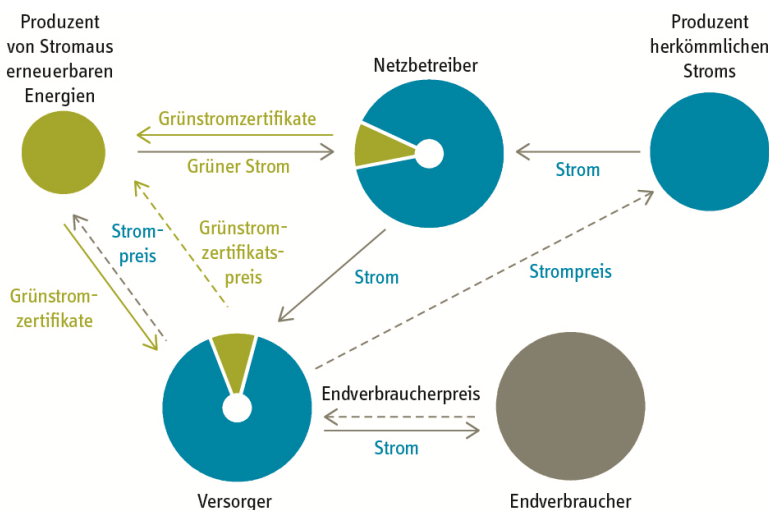 Produzent
von Stromaus
erneuerbaren
Energien
Netzbetreiber
Produzent
herkömmlichen
Stroms
Grünstromzertifikate
Grüner Strom
Strom
Strom-
preis
Grünstrom-
zertifikats-
preis
Grünstrom-
zertifikate
Strom
Strompreis
Endverbraucherpreis
Strom
Versorger
Endverbraucher